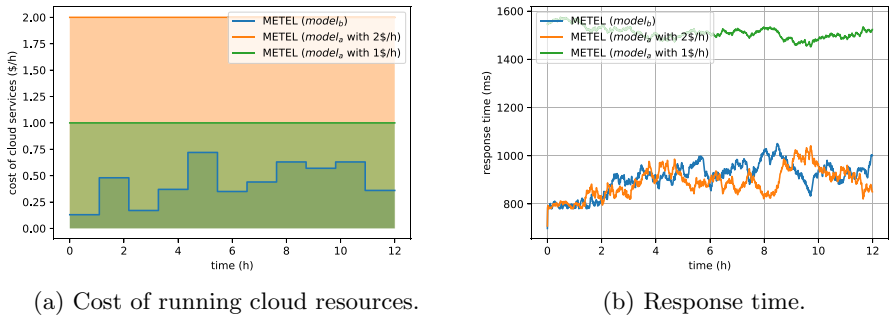 2.00
1.75
1.50
1.25
1.00
0.75
0.50
0.25
0.00
cost of cloud services ($/h)
METEL (model_b)
METEL (model_a with 2$/h)
METEL (model_a with 1$/h)
0 2 4 6 8 10 12
time (h)
(a) Cost of running cloud resources.
1600
1400
1200
1000
800
response time (ms)
METEL (model_b)
METEL (model_a with 2$/h)
METEL (model_a with 1$/h)
0 2 4 6 8 10 12
time (h)
(b) Response time.